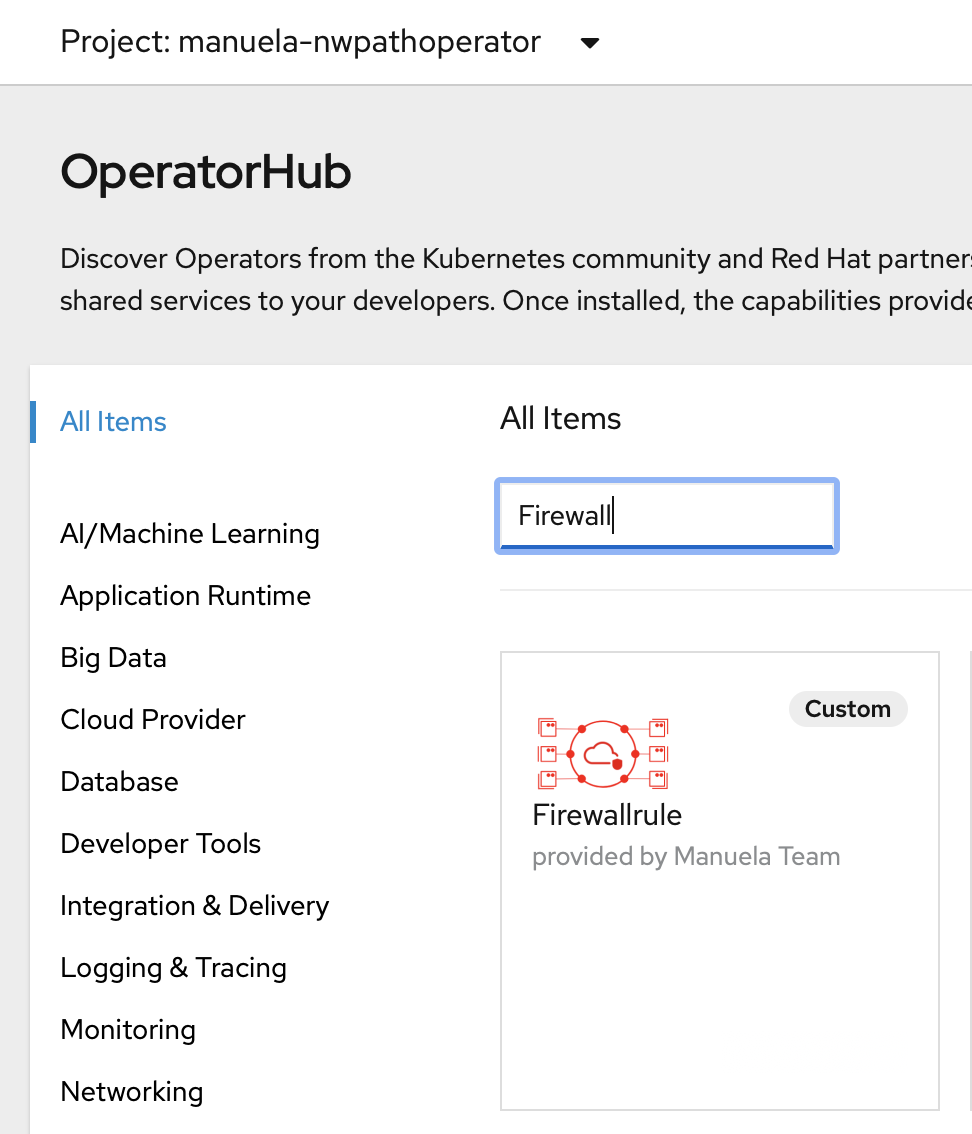 Project: manuela-nwpathoperator
OperatorHub
Discover Operators from the Kubernetes community and Red Hat partners
shared services to your developers. Once installed, the capabilities provide
All Items
AI/Machine Learning
Application Runtime
Big Data
Cloud Provider
Database
Developer Tools
Integration & Delivery
Logging & Tracing
Monitoring
Networking
All Items
Firewall
Custom
Firewallrule
provided by Manuela Team